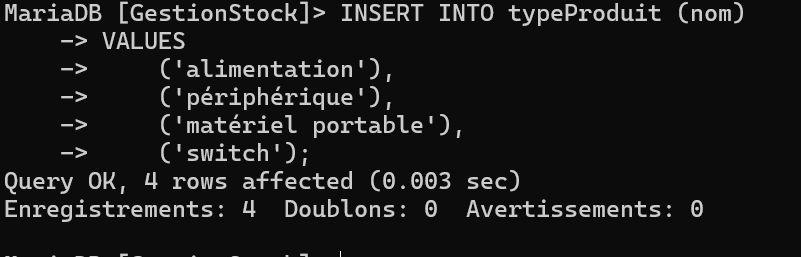 MariaDB [GestionStock]> INSERT INTO typeProduit (nom)
    -> VALUES
    ->     ('alimentation'),
    ->     ('périphérique'),
    ->     ('matériel portable'),
    ->     ('switch');
Query OK, 4 rows affected (0.003 sec)
Enregistrements: 4  Doublons: 0  Avertissements: 0